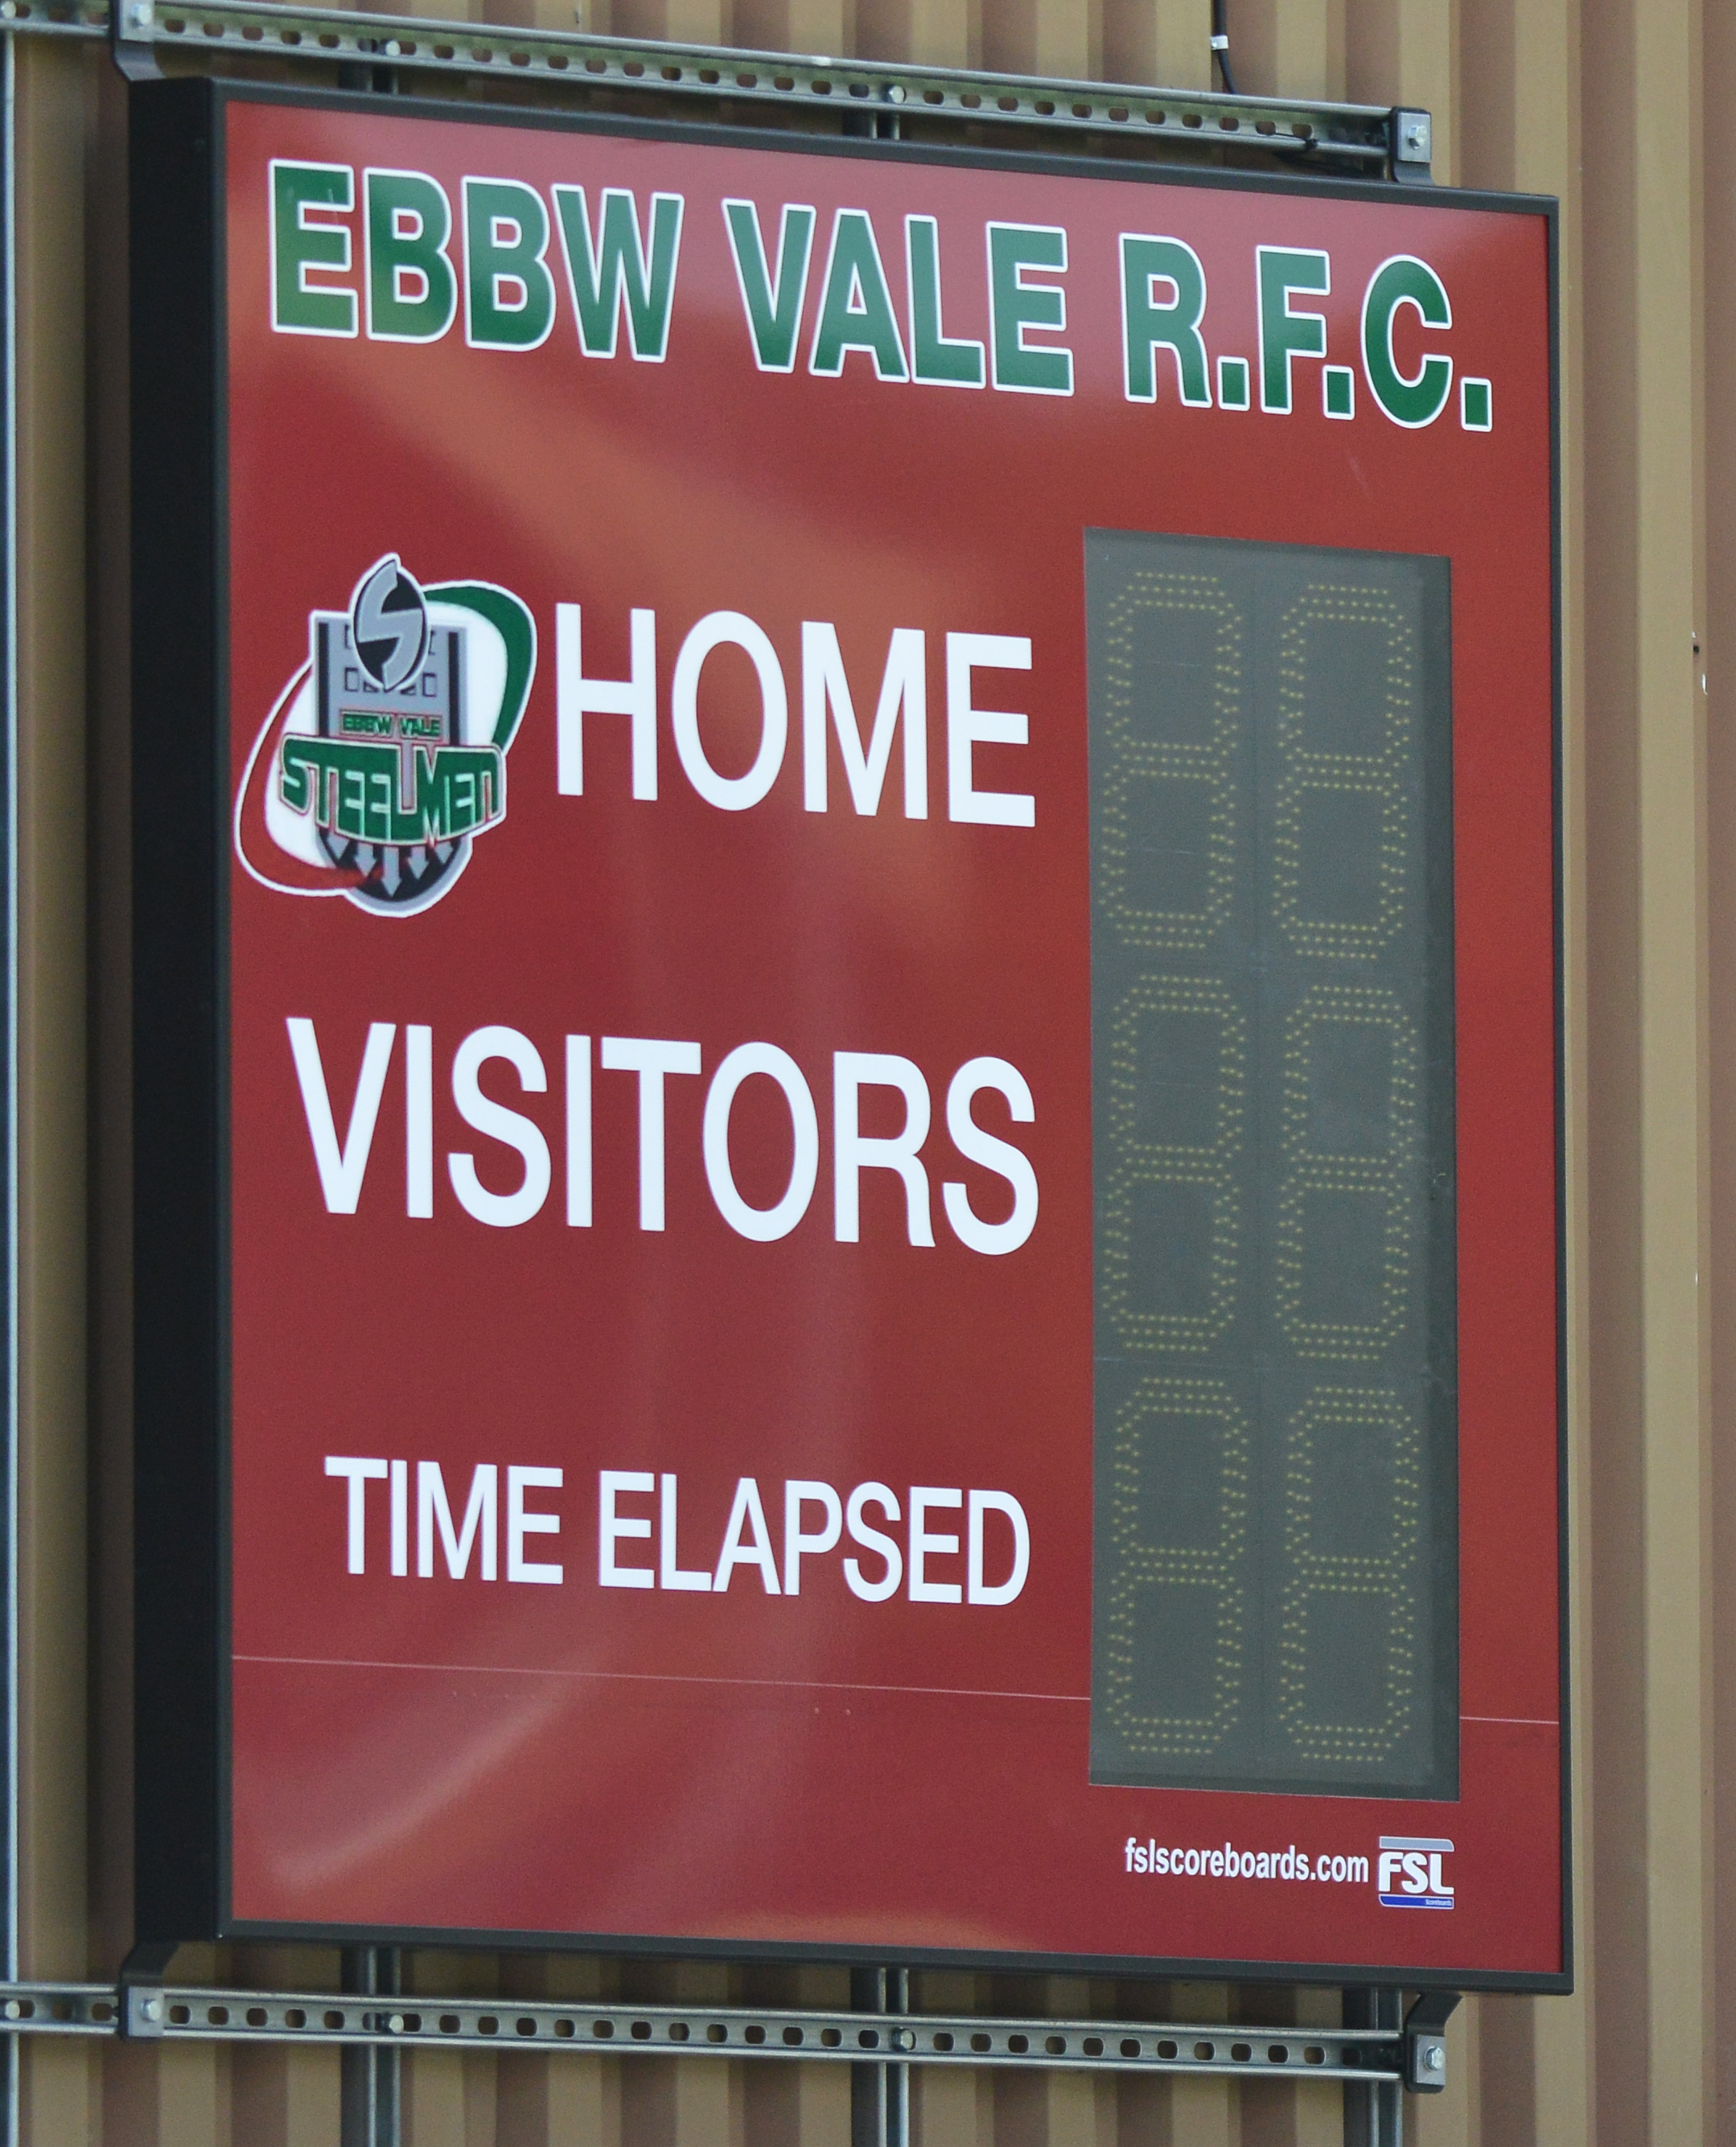 EBBW VALE R.F.C.
S
EBBW VALE
STEELMEN
HOME
VISITORS
TIME ELAPSED
fslscoreboards.com FSL